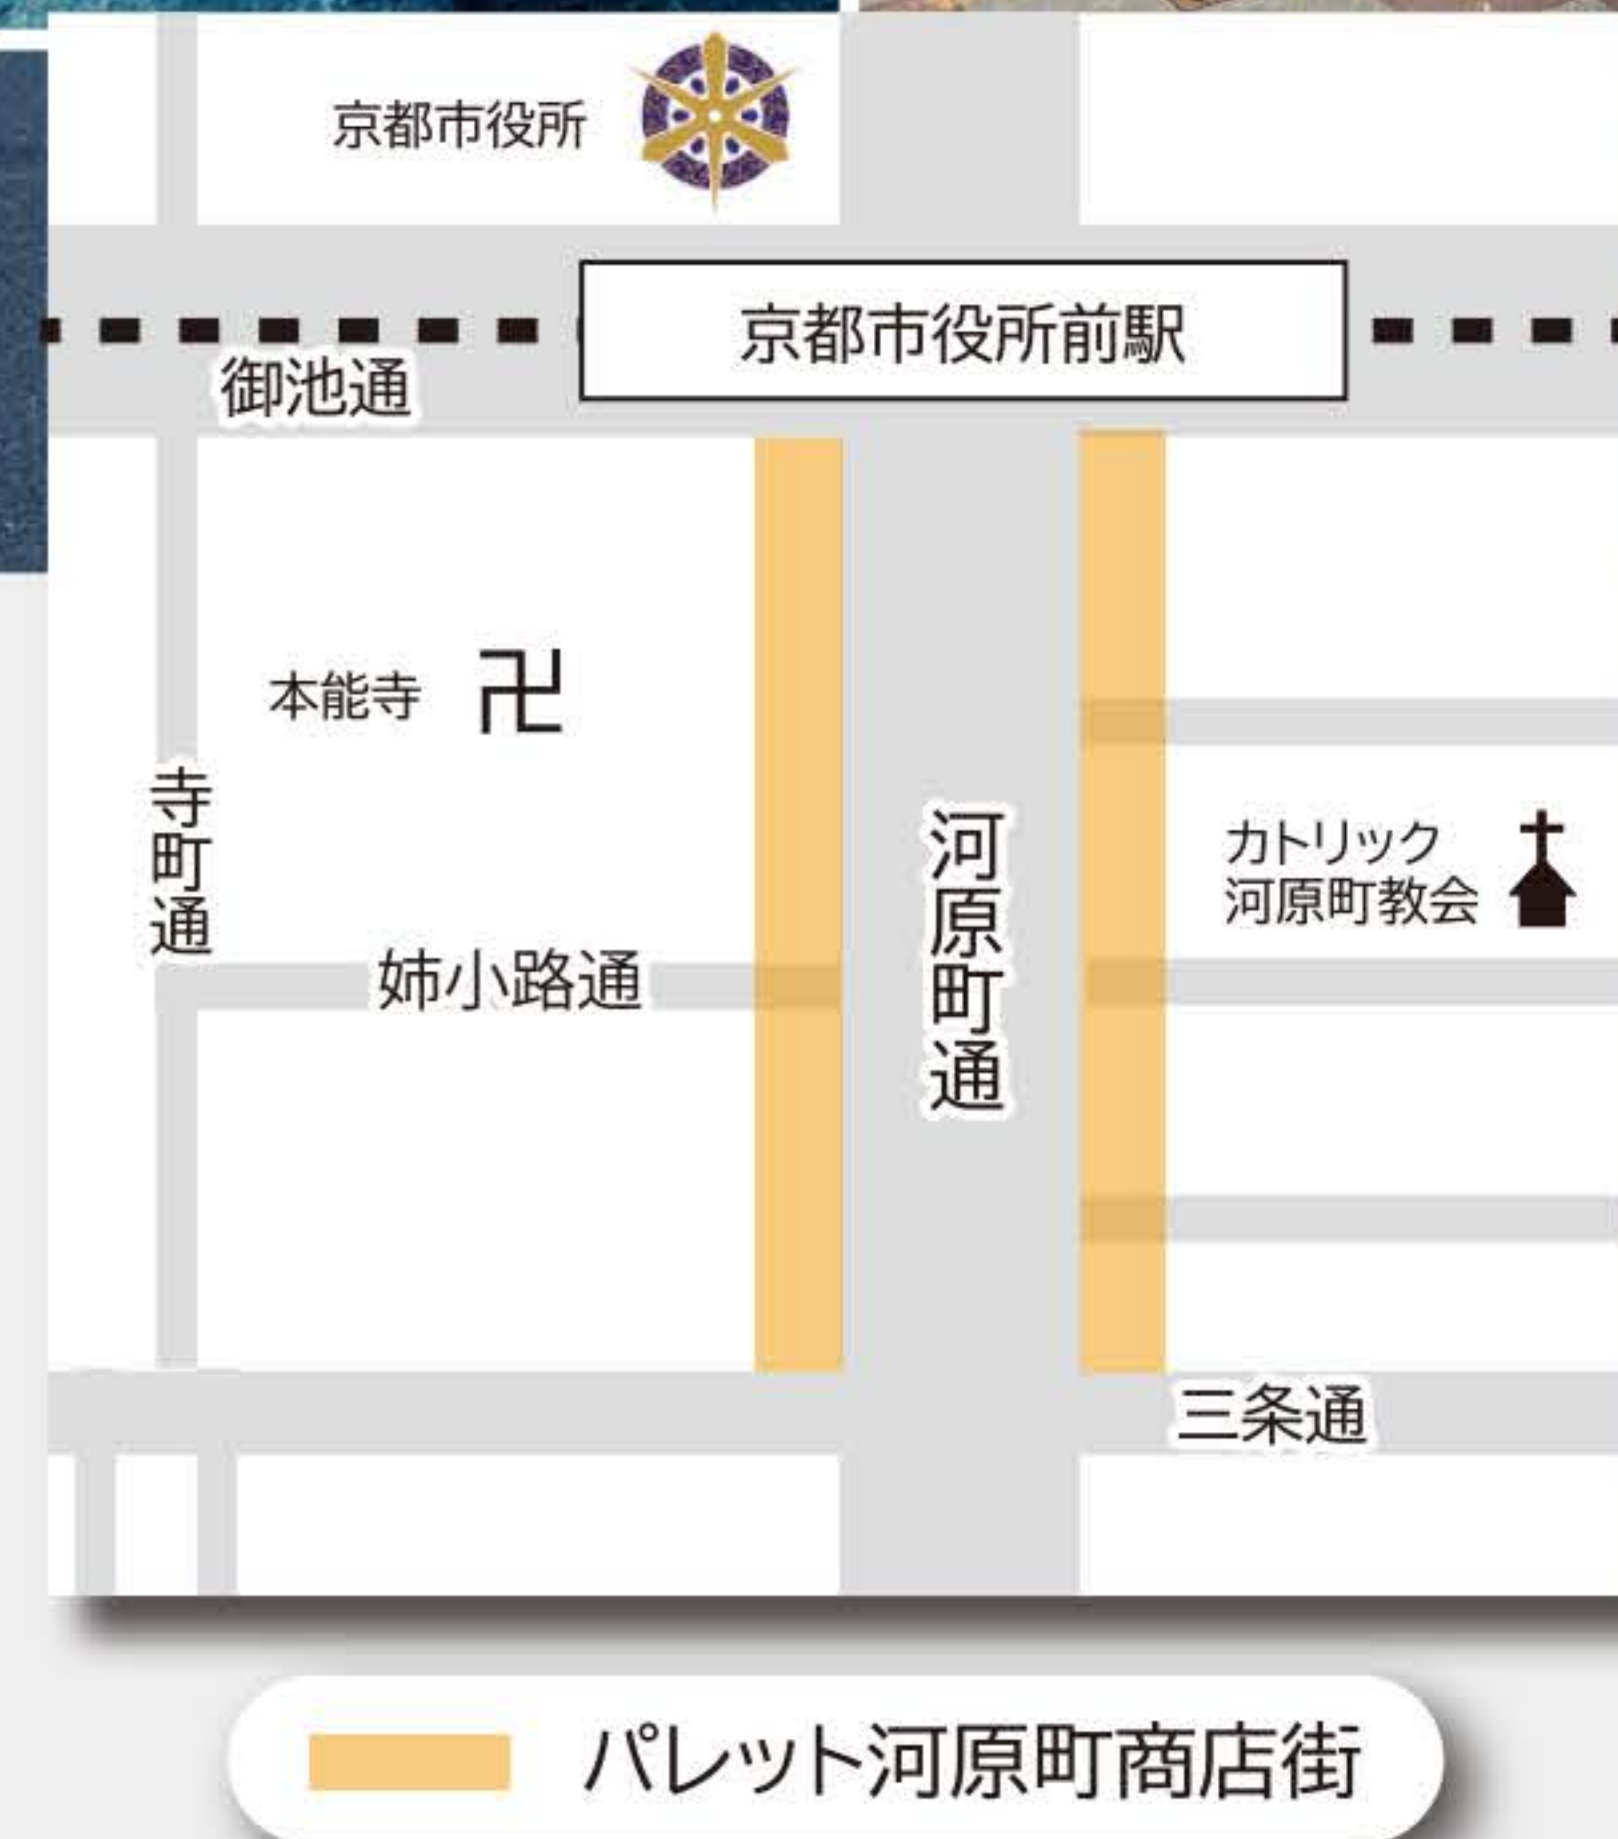 京都市役所
京都市役所前駅
御池通
本能寺 卍
寺町通
河原町通
カトリック
河原町教会
姉小路通
三条通
パレット河原町商店街